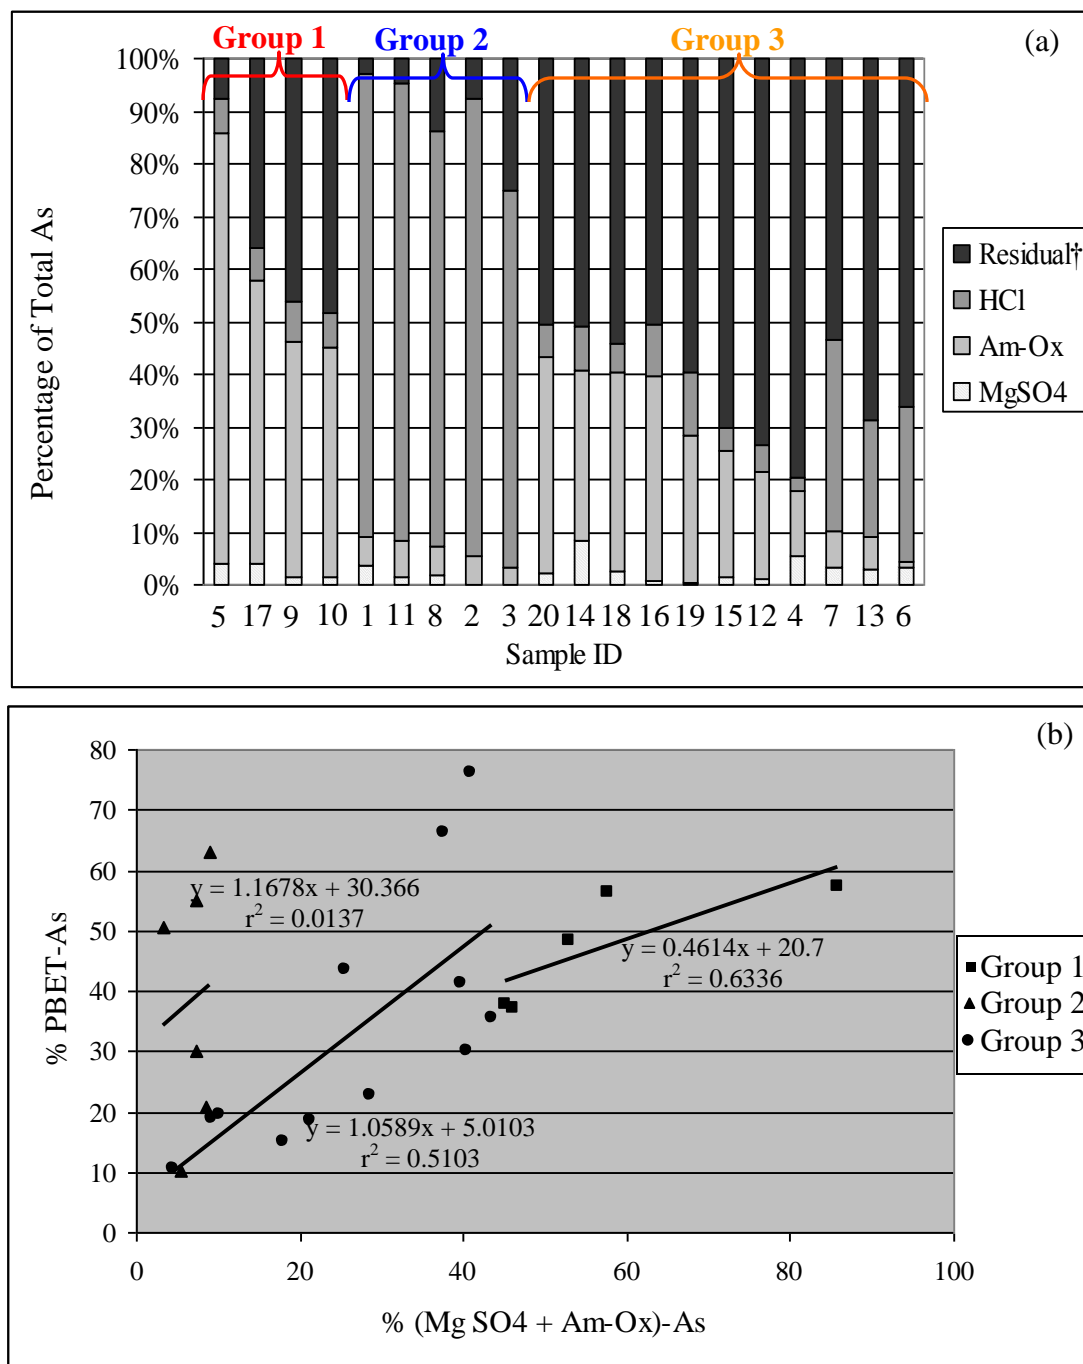 Group 1 Group 2 Group 3 (a)
100%
90%
80%
70%
60%
50%
40%
30%
20%
10%
0%
Percentage of Total As
5 17 9 10 1 11 8 2 3 20 14 18 16 19 15 12 4 7 13 6
Sample ID
Residual†
HCl
Am-Ox
MgSO4
(b)
80
70
60
50
40
30
20
10
0
% PBET-As
y = 1.1678x + 30.366
r² = 0.0137
y = 0.4614x + 20.7
r² = 0.6336
y = 1.0589x + 5.0103
r² = 0.5103
0 20 40 60 80 100
% (Mg SO4 + Am-Ox)-As
Group 1
Group 2
Group 3